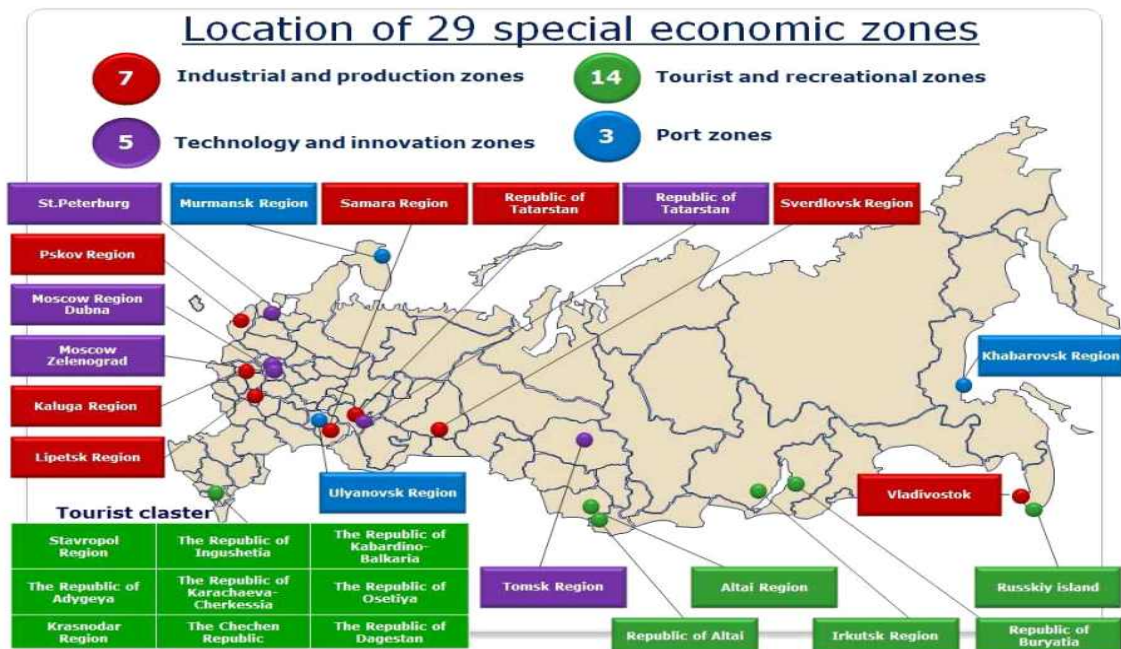 Location of 29 special economic zones
7 Industrial and production zones
14 Tourist and recreational zones
5 Technology and innovation zones
3 Port zones
St.Peterburg
Murmansk Region
Samara Region
Republic of
Tatarstan
Republic of
Tatarstan
Sverdlovsk Region
Pskov Region
Moscow Region
Dubna
Moscow
Zelenograd
Kaluga Region
Lipetsk Region
Khabarovsk Region
Ulyanovsk Region
Vladivostok
Tourist claster
Stavropol
Region
The Republic of
Ingushetia
The Republic of
Kabardino-
Balkaria
The Republic of
Adygeya
The Republic of
Karachaeva-
Cherkessia
The Republic of
Osetiya
Krasnodar
Region
The Chechen
Republic
The Republic of
Dagestan
Tomsk Region
Altai Region
Russkiy island
Republic of Altai
Irkutsk Region
Republic of
Buryatia